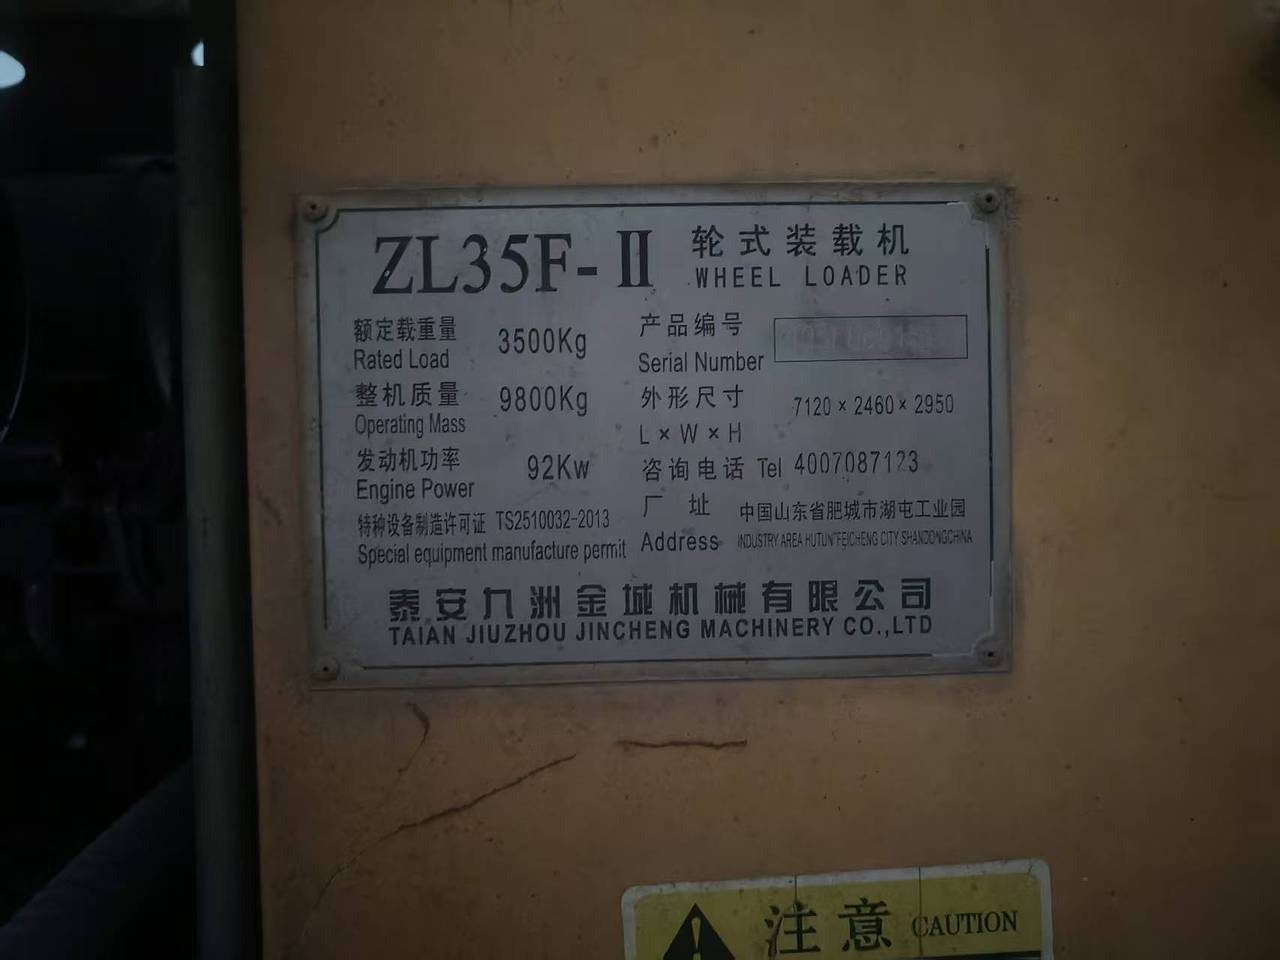 ZL35F-Ⅱ 轮式装载机
WHEEL LOADER
额定载重量 3500Kg
Rated Load
产品编号
Serial Number
整机质量 9800Kg
Operating Mass
外形尺寸 7120×2460×2950
L×W×H
发动机功率 92Kw
Engine Power
咨询电话 Tel 4007087123
特种设备制造许可证 TS2510032-2013
Special equipment manufacture permit
厂 址 中国山东省肥城市湖屯工业园
Address INDUSTRY AREA HUTUN"FEICHENG CITY SHANDONGCHINA
泰安九洲金城机械有限公司
TAIAN JIUZHOU JINCHENG MACHINERY CO.,LTD
注意 CAUTION